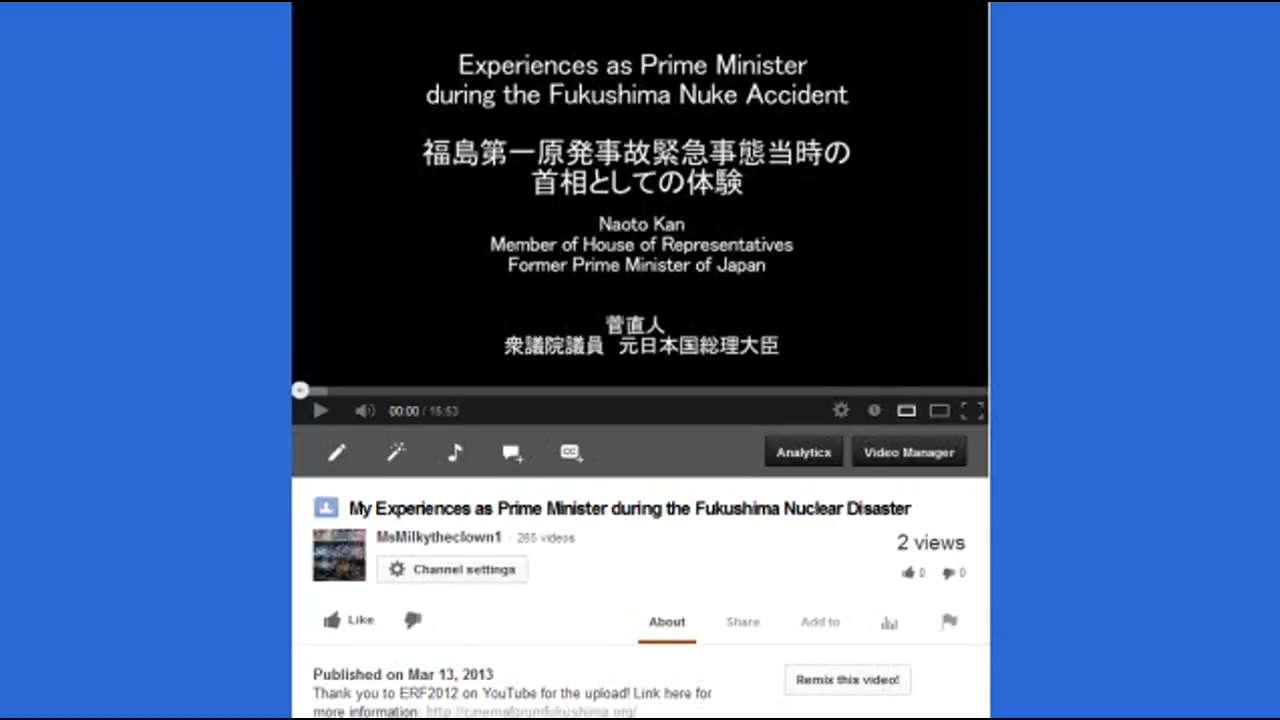 Experiences as Prime Minister
during the Fukushima Nuke Accident
福島第一原発事故緊急事態当時の
首相としての体験
Naoto Kan
Member of House of Representatives
Former Prime Minister of Japan
菅直人
衆議院議員 元日本国総理大臣
00:00 / 15:53
Analytics
Video Manager
My Experiences as Prime Minister during the Fukushima Nuclear Disaster
MsMilkytheclown1 · 265 videos
2 views
Channel settings
0 0
Like
About
Share
Add to
Published on Mar 13, 2013
Remix this video!
Thank you to ERF2012 on YouTube for the upload! Link here for
more information: http://cinemaforumfukushima.org/